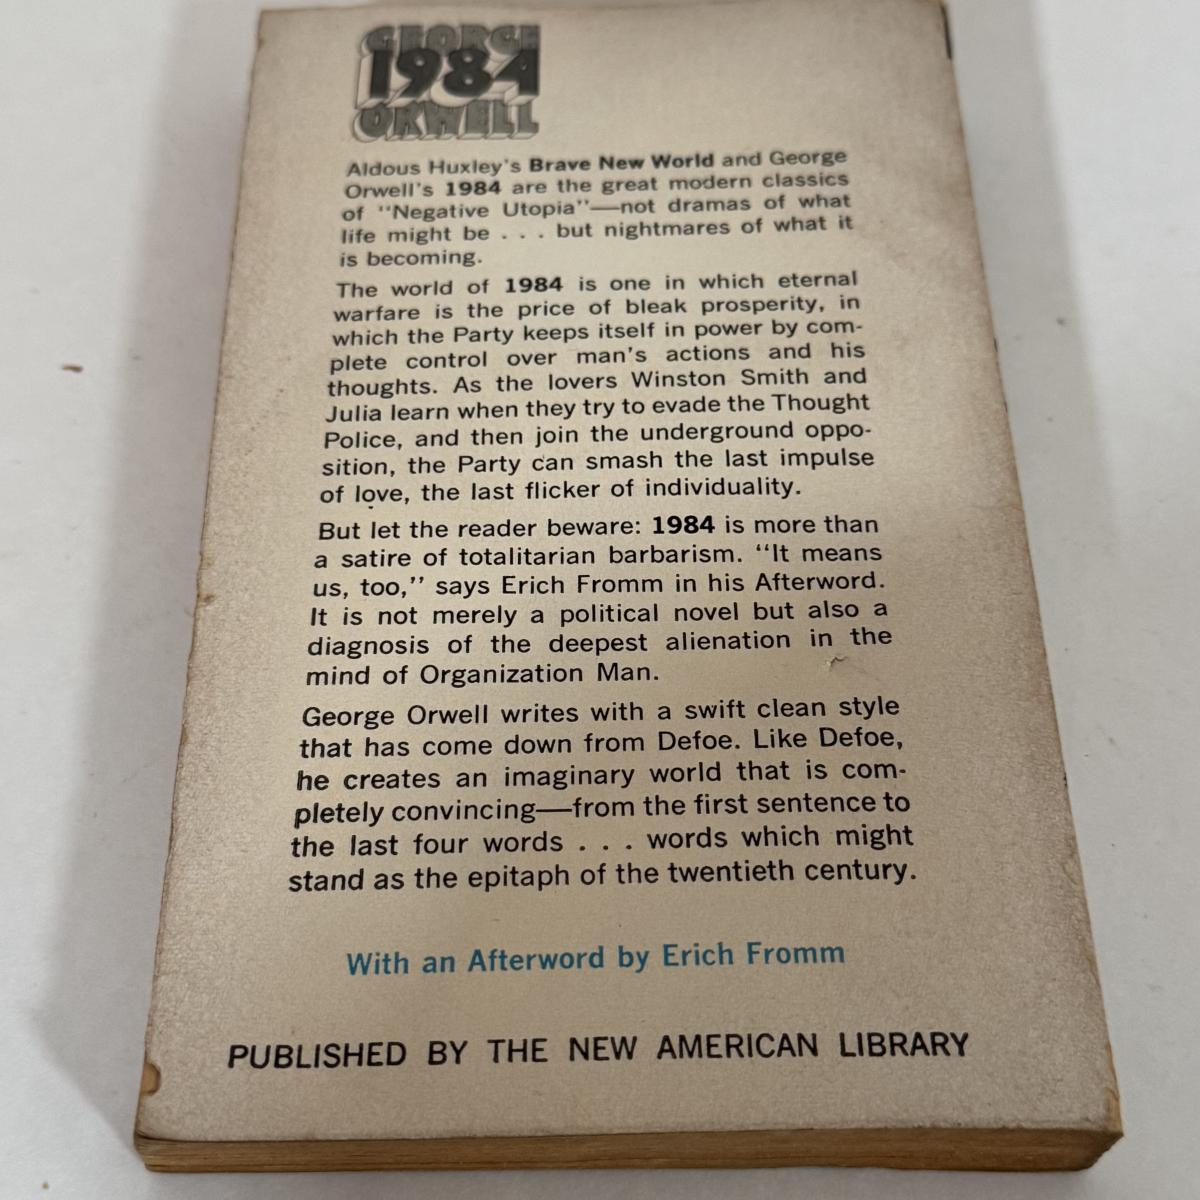 GEORGE
1984
ORWELL
Aldous Huxley's Brave New World and George
Orwell's 1984 are the great modern classics
of "Negative Utopia"—not dramas of what
life might be . . . but nightmares of what it
is becoming.
The world of 1984 is one in which eternal
warfare is the price of bleak prosperity, in
which the Party keeps itself in power by com-
plete control over man's actions and his
thoughts. As the lovers Winston Smith and
Julia learn when they try to evade the Thought
Police, and then join the underground oppo-
sition, the Party can smash the last impulse
of love, the last flicker of individuality.
But let the reader beware: 1984 is more than
a satire of totalitarian barbarism. "It means
us, too," says Erich Fromm in his Afterword.
It is not merely a political novel but also a
diagnosis of the deepest alienation in the
mind of Organization Man.
George Orwell writes with a swift clean style
that has come down from Defoe. Like Defoe,
he creates an imaginary world that is com-
pletely convincing—from the first sentence to
the last four words . . . words which might
stand as the epitaph of the twentieth century.
With an Afterword by Erich Fromm
PUBLISHED BY THE NEW AMERICAN LIBRARY